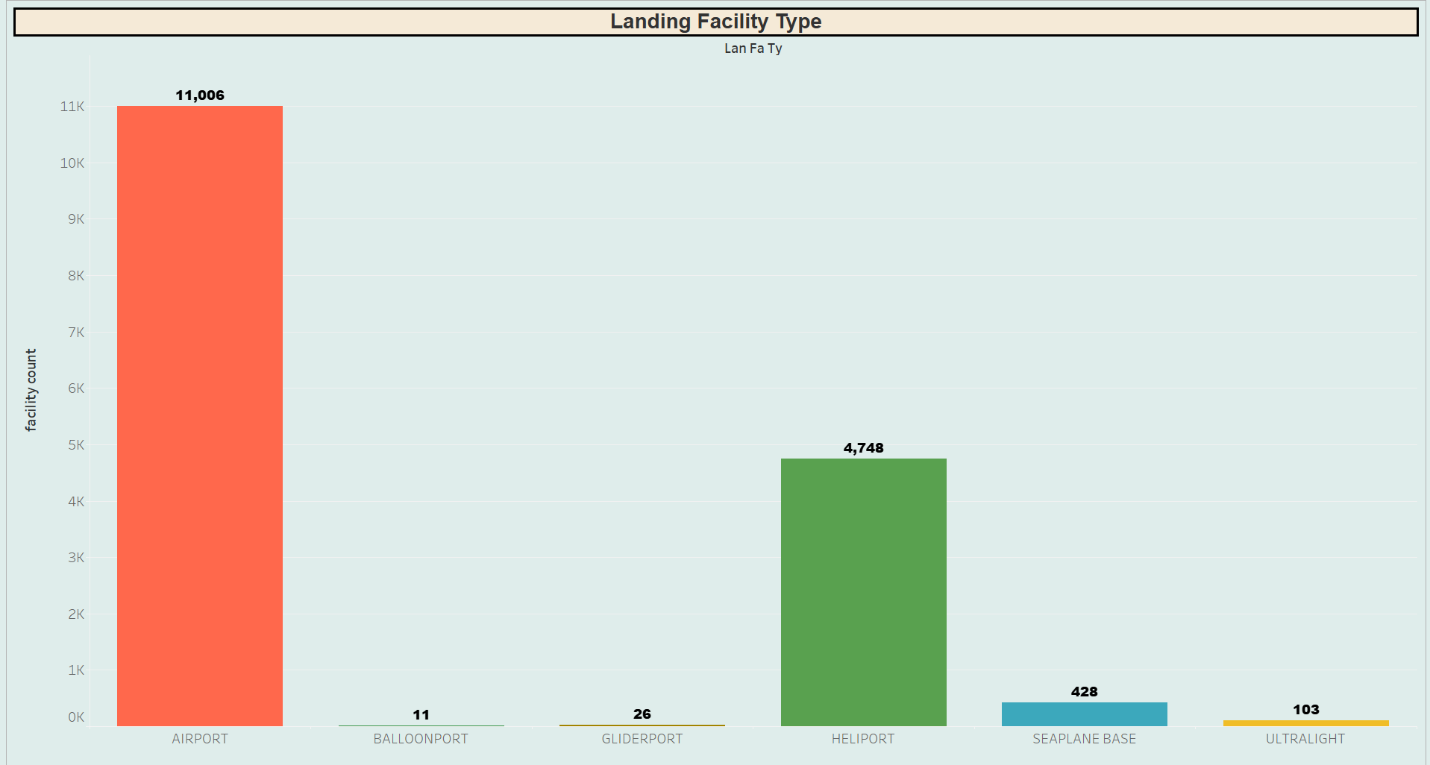 Landing Facility Type
Lan Fa Ty
facility count
11K
10K
9K
8K
7K
6K
5K
4K
3K
2K
1K
0K
11,006
11
26
4,748
428
103
AIRPORT
BALLOONPORT
GLIDERPORT
HELIPORT
SEAPLANE BASE
ULTRALIGHT